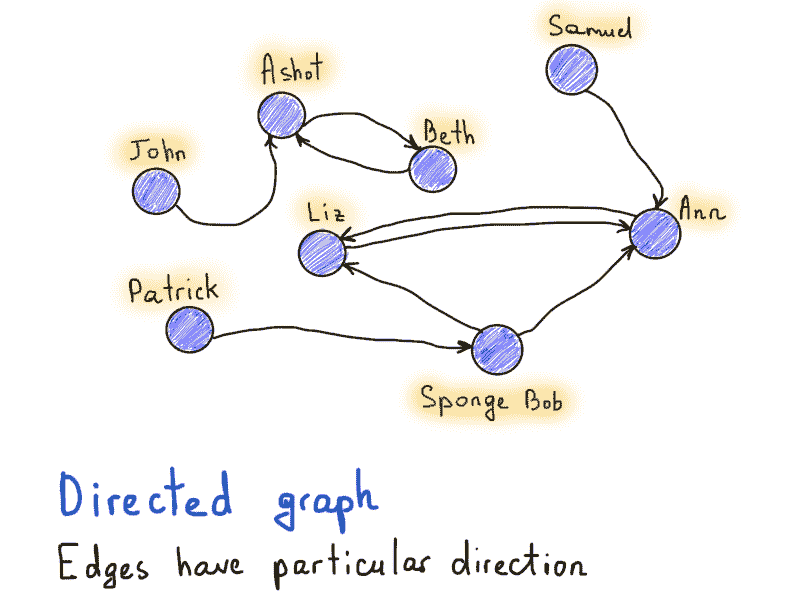 Samuel
Ashot
Beth
John
Liz
Ann
Patrick
Sponge Bob
Directed graph
Edges have particular direction